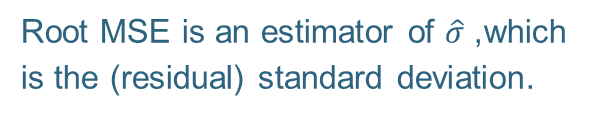 Root MSE is an estimator of σ̂ ,which
is the (residual) standard deviation.